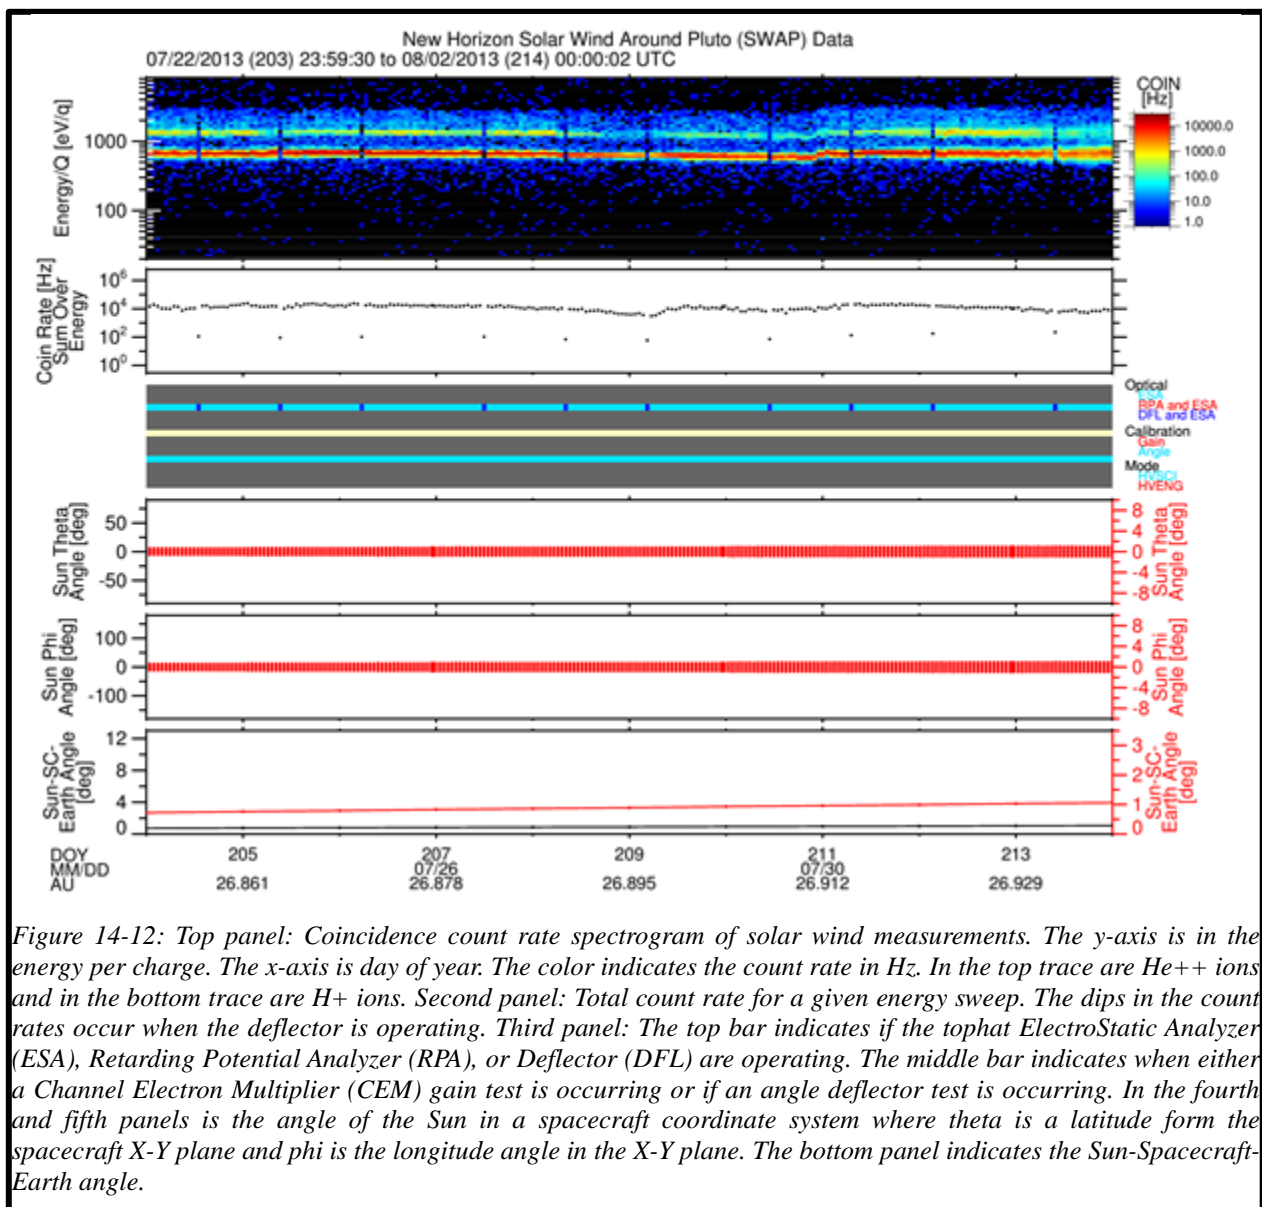 New Horizon Solar Wind Around Pluto (SWAP) Data
07/22/2013 (203) 23:59:30 to 08/02/2013 (214) 00:00:02 UTC
Energy/Q [eV/q]
1000
100
COIN
[Hz]
10000.0
1000.0
100.0
10.0
1.0
Coin Rate [Hz]
Sum Over
Energy
10⁶
10⁴
10²
10⁰
Optical
ESA
RPA and ESA
DFL and ESA
Calibration
Gain
Angle
Mode
HVSCI
HVENG
Sun Theta
Angle [deg]
50
0
-50
8
4
0
-4
-8
Sun Theta
Angle [deg]
Sun Phi
Angle [deg]
100
0
-100
8
4
0
-4
-8
Sun Phi
Angle [deg]
Sun-SC-
Earth Angle
[deg]
12
8
4
0
3
2
1
0
Sun-SC-
Earth Angle
[deg]
DOY 205 207 209 211 213
MM/DD 07/26 07/30
AU 26.861 26.878 26.895 26.912 26.929
Figure 14-12: Top panel: Coincidence count rate spectrogram of solar wind measurements. The y-axis is in the
energy per charge. The x-axis is day of year. The color indicates the count rate in Hz. In the top trace are He++ ions
and in the bottom trace are H+ ions. Second panel: Total count rate for a given energy sweep. The dips in the count
rates occur when the deflector is operating. Third panel: The top bar indicates if the tophat ElectroStatic Analyzer
(ESA), Retarding Potential Analyzer (RPA), or Deflector (DFL) are operating. The middle bar indicates when either
a Channel Electron Multiplier (CEM) gain test is occurring or if an angle deflector test is occurring. In the fourth
and fifth panels is the angle of the Sun in a spacecraft coordinate system where theta is a latitude form the
spacecraft X-Y plane and phi is the longitude angle in the X-Y plane. The bottom panel indicates the Sun-Spacecraft-
Earth angle.